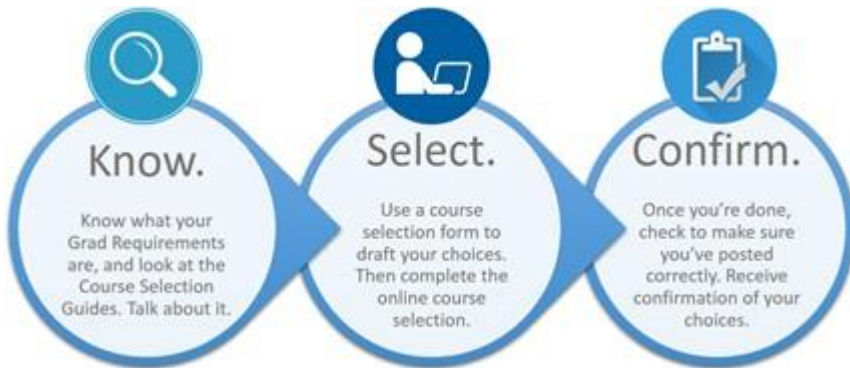 Know.
Know what your
Grad Requirements
are, and look at the
Course Selection
Guides. Talk about it.
Select.
Use a course
selection form to
draft your choices.
Then complete the
online course
selection.
Confirm.
Once you're done,
check to make sure
you've posted
correctly. Receive
confirmation of your
choices.